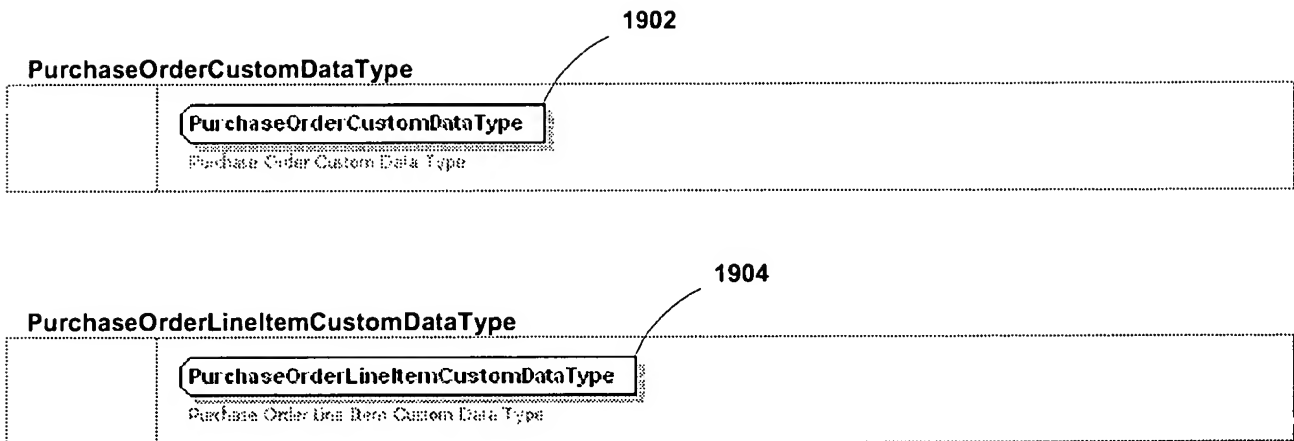 1902
PurchaseOrderCustomDataType
PurchaseOrderCustomDataType
Purchase Order Custom Data Type
1904
PurchaseOrderLineItemCustomDataType
PurchaseOrderLineItemCustomDataType
Purchase Order Line Item Custom Data Type